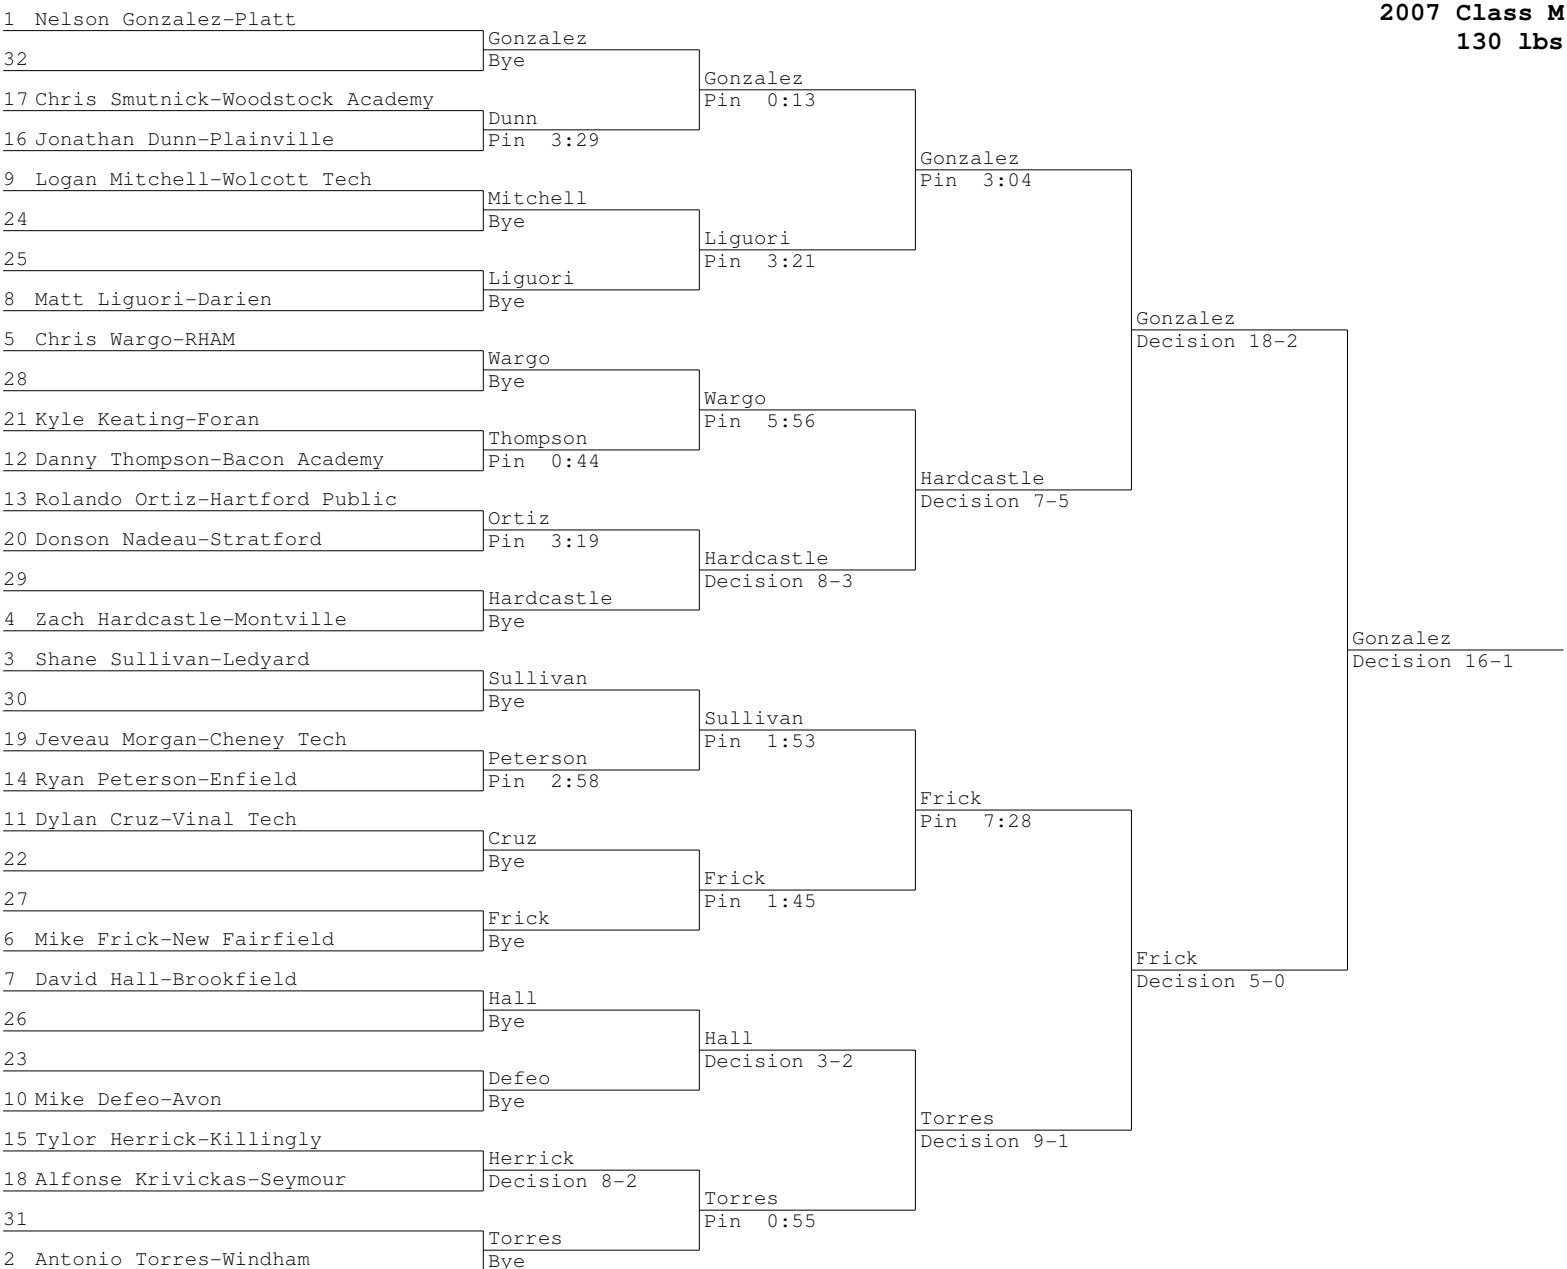 2007 Class M
130 lbs
1 Nelson Gonzalez-Platt
32
17 Chris Smutnick-Woodstock Academy
16 Jonathan Dunn-Plainville
9 Logan Mitchell-Wolcott Tech
24
25
8 Matt Liguori-Darien
5 Chris Wargo-RHAM
28
21 Kyle Keating-Foran
12 Danny Thompson-Bacon Academy
13 Rolando Ortiz-Hartford Public
20 Donson Nadeau-Stratford
29
4 Zach Hardcastle-Montville
3 Shane Sullivan-Ledyard
30
19 Jeveau Morgan-Cheney Tech
14 Ryan Peterson-Enfield
11 Dylan Cruz-Vinal Tech
22
27
6 Mike Frick-New Fairfield
7 David Hall-Brookfield
26
23
10 Mike Defeo-Avon
15 Tylor Herrick-Killingly
18 Alfonse Krivickas-Seymour
31
2 Antonio Torres-Windham
Gonzalez
Bye
Dunn
Pin 3:29
Mitchell
Bye
Liguori
Bye
Wargo
Bye
Thompson
Pin 0:44
Ortiz
Pin 3:19
Hardcastle
Bye
Sullivan
Bye
Peterson
Pin 2:58
Cruz
Bye
Frick
Bye
Hall
Bye
Defeo
Bye
Herrick
Decision 8-2
Torres
Bye
Gonzalez
Pin 0:13
Liguori
Pin 3:21
Wargo
Pin 5:56
Hardcastle
Decision 8-3
Sullivan
Pin 1:53
Frick
Pin 1:45
Hall
Decision 3-2
Torres
Pin 0:55
Gonzalez
Pin 3:04
Hardcastle
Decision 7-5
Frick
Pin 7:28
Torres
Decision 9-1
Gonzalez
Decision 18-2
Frick
Decision 5-0
Gonzalez
Decision 16-1